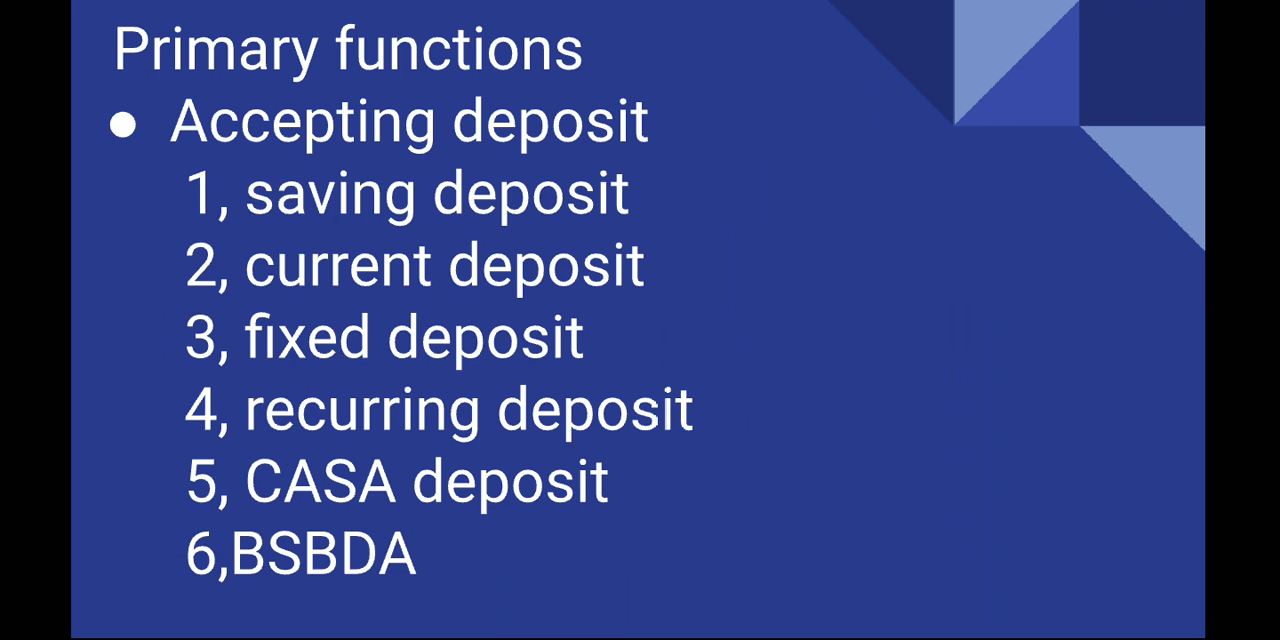 Primary functions
● Accepting deposit
1, saving deposit
2, current deposit
3, fixed deposit
4, recurring deposit
5, CASA deposit
6,BSBDA